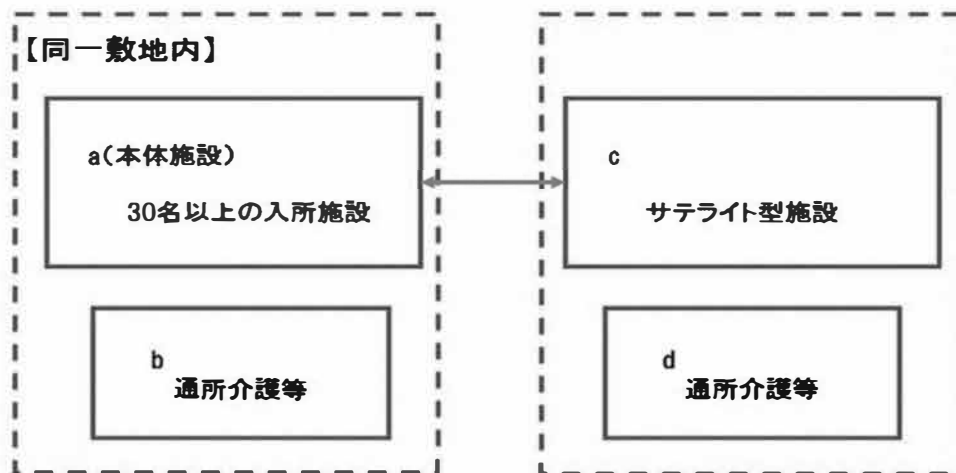 【同一敷地内】
a(本体施設)
30名以上の入所施設
b
通所介護等
c
サテライト型施設
d
通所介護等